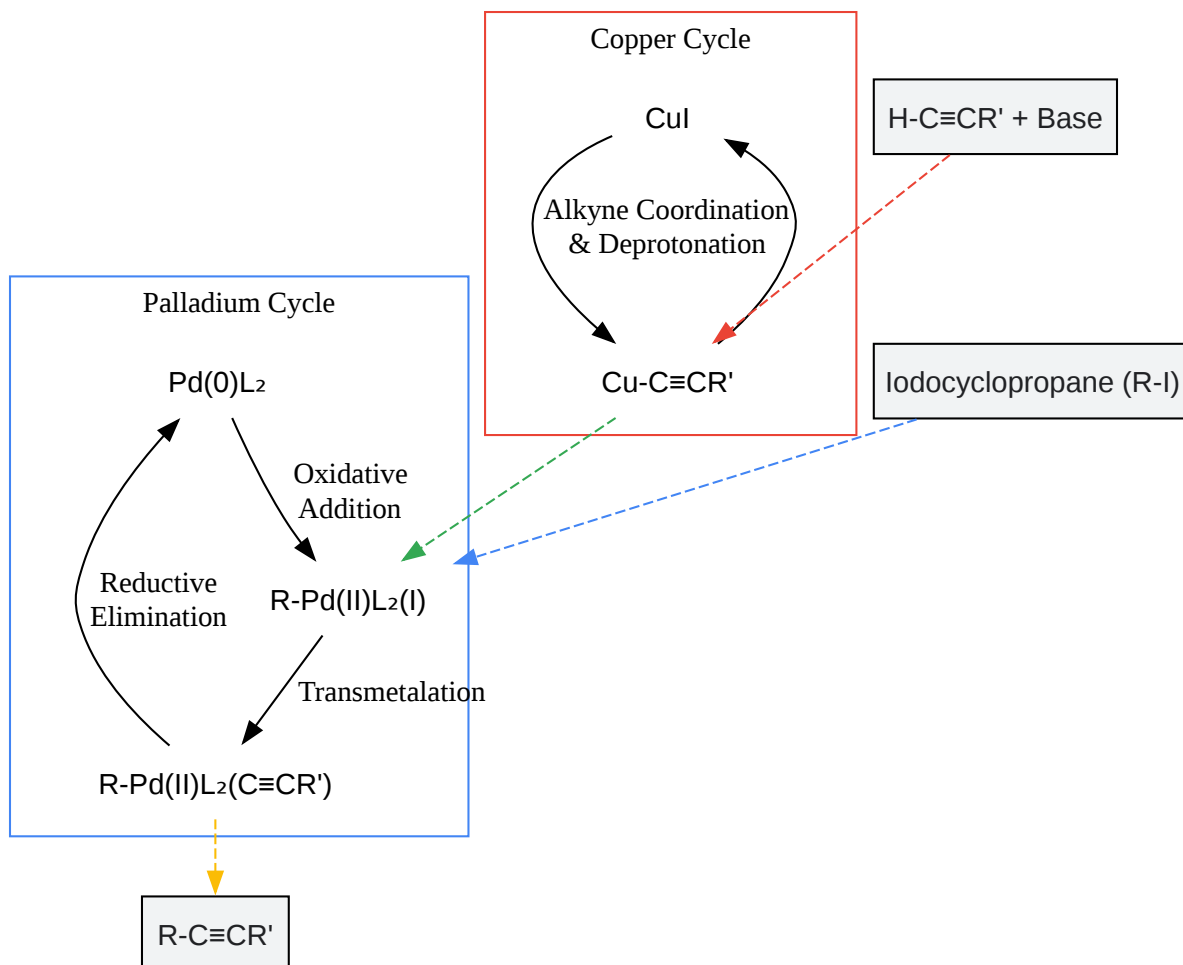 Copper Cycle
CuI
H-C≡CR' + Base
Alkyne Coordination
& Deprotonation
Palladium Cycle
Pd(0)L₂
Cu-C≡CR'
Iodocyclopropane (R-I)
Oxidative
Addition
Reductive
Elimination
R-Pd(II)L₂(I)
Transmetalation
R-Pd(II)L₂(C≡CR')
R-C≡CR'